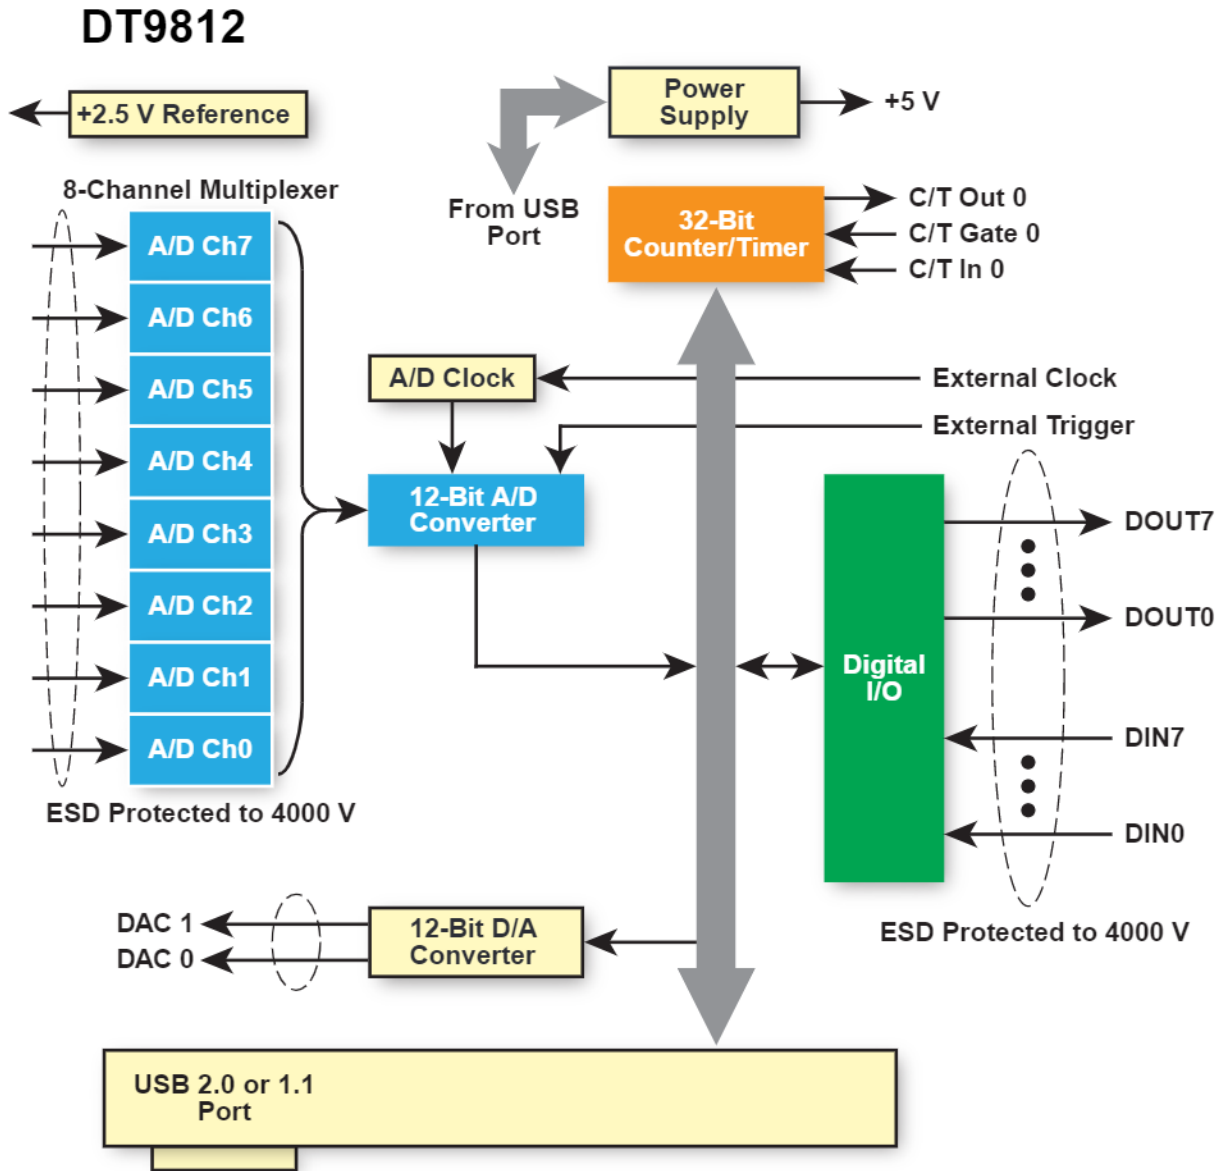 DT9812
+2.5 V Reference
Power
Supply
+5 V
From USB
Port
8-Channel Multiplexer
A/D Ch7
A/D Ch6
A/D Ch5
A/D Ch4
A/D Ch3
A/D Ch2
A/D Ch1
A/D Ch0
ESD Protected to 4000 V
32-Bit
Counter/Timer
C/T Out 0
C/T Gate 0
C/T In 0
A/D Clock
External Clock
External Trigger
12-Bit A/D
Converter
Digital
I/O
DOUT7
DOUT0
DIN7
DIN0
ESD Protected to 4000 V
DAC 1
DAC 0
12-Bit D/A
Converter
USB 2.0 or 1.1
Port